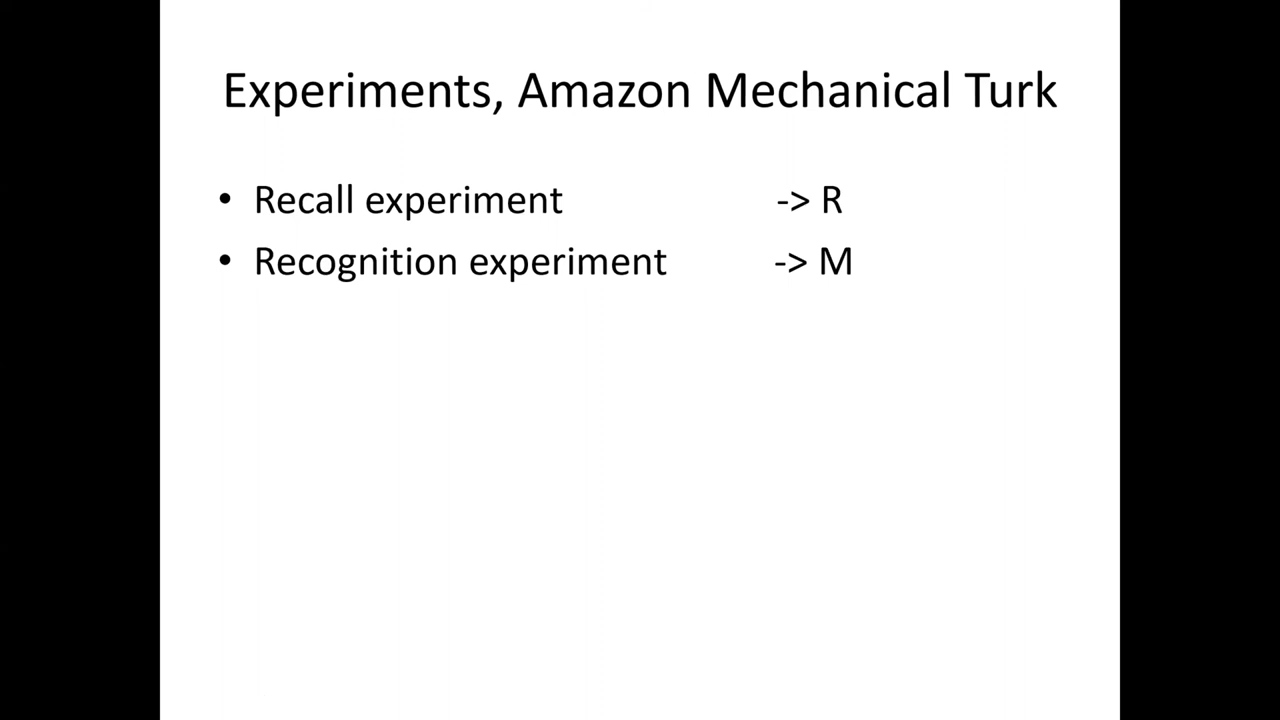 Experiments, Amazon Mechanical Turk
• Recall experiment -> R
• Recognition experiment -> M